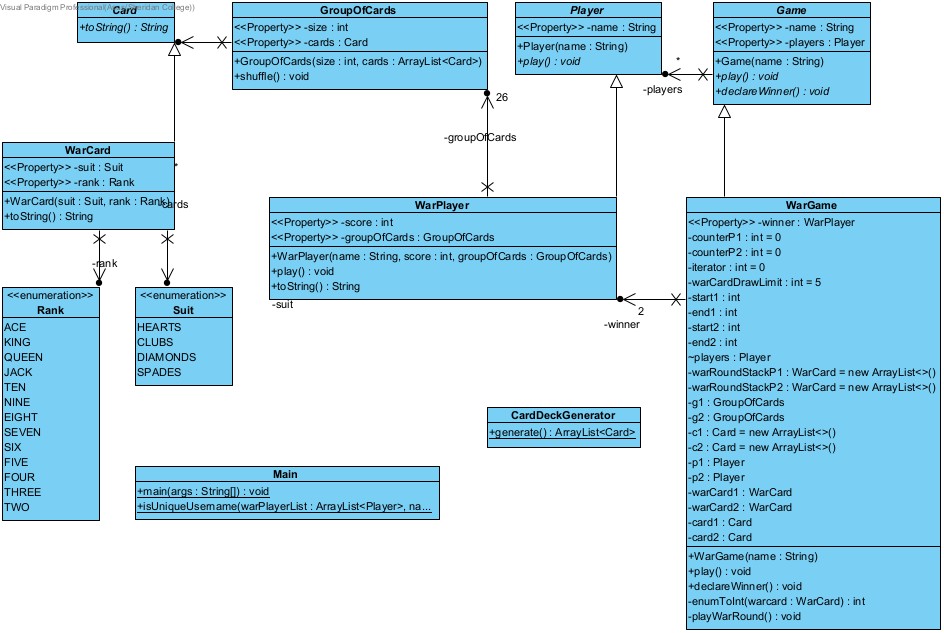 Visual Paradigm Professional(
Sheridan College))
Card
+toString() : String
GroupOfCards
<<Property>> -size : int
<<Property>> -cards : Card
+GroupOfCards(size : int, cards : ArrayList<Card>)
+shuffle() : void
Player
<<Property>> -name : String
+Player(name : String)
+play() : void
Game
<<Property>> -name : String
<<Property>> -players : Player
+Game(name : String)
+play() : void
+declareWinner() : void
*
-players
26
-groupOfCards
WarCard
<<Property>> -suit : Suit
<<Property>> -rank : Rank
+WarCard(suit : Suit, rank : Rank)
+toString() : String
*
-cards
-rank
WarPlayer
<<Property>> -score : int
<<Property>> -groupOfCards : GroupOfCards
+WarPlayer(name : String, score : int, groupOfCards : GroupOfCards)
+play() : void
+toString() : String
-suit
2
-winner
WarGame
<<Property>> -winner : WarPlayer
-counterP1 : int = 0
-counterP2 : int = 0
-iterator : int = 0
-warCardDrawLimit : int = 5
-start1 : int
-end1 : int
-start2 : int
-end2 : int
~players : Player
-warRoundStackP1 : WarCard = new ArrayList<>()
-warRoundStackP2 : WarCard = new ArrayList<>()
-g1 : GroupOfCards
-g2 : GroupOfCards
-c1 : Card = new ArrayList<>()
-c2 : Card = new ArrayList<>()
-p1 : Player
-p2 : Player
-warCard1 : WarCard
-warCard2 : WarCard
-card1 : Card
-card2 : Card
+WarGame(name : String)
+play() : void
+declareWinner() : void
-enumToInt(warcard : WarCard) : int
-playWarRound() : void
<<enumeration>>
Rank
ACE
KING
QUEEN
JACK
TEN
NINE
EIGHT
SEVEN
SIX
FIVE
FOUR
THREE
TWO
<<enumeration>>
Suit
HEARTS
CLUBS
DIAMONDS
SPADES
CardDeckGenerator
+generate() : ArrayList<Card>
Main
+main(args : String[]) : void
+isUniqueUsername(warPlayerList : ArrayList<Player>, na...